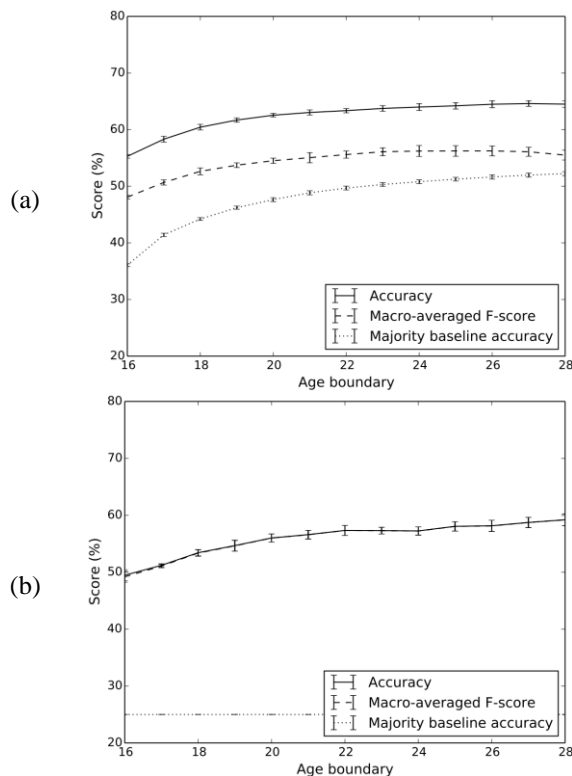 (a)
Score (%)
80
70
60
50
40
30
20
16 18 20 22 24 26 28
Age boundary
Accuracy
Macro-averaged F-score
Majority baseline accuracy
(b)
Score (%)
80
70
60
50
40
30
20
16 18 20 22 24 26 28
Age boundary
Accuracy
Macro-averaged F-score
Majority baseline accuracy